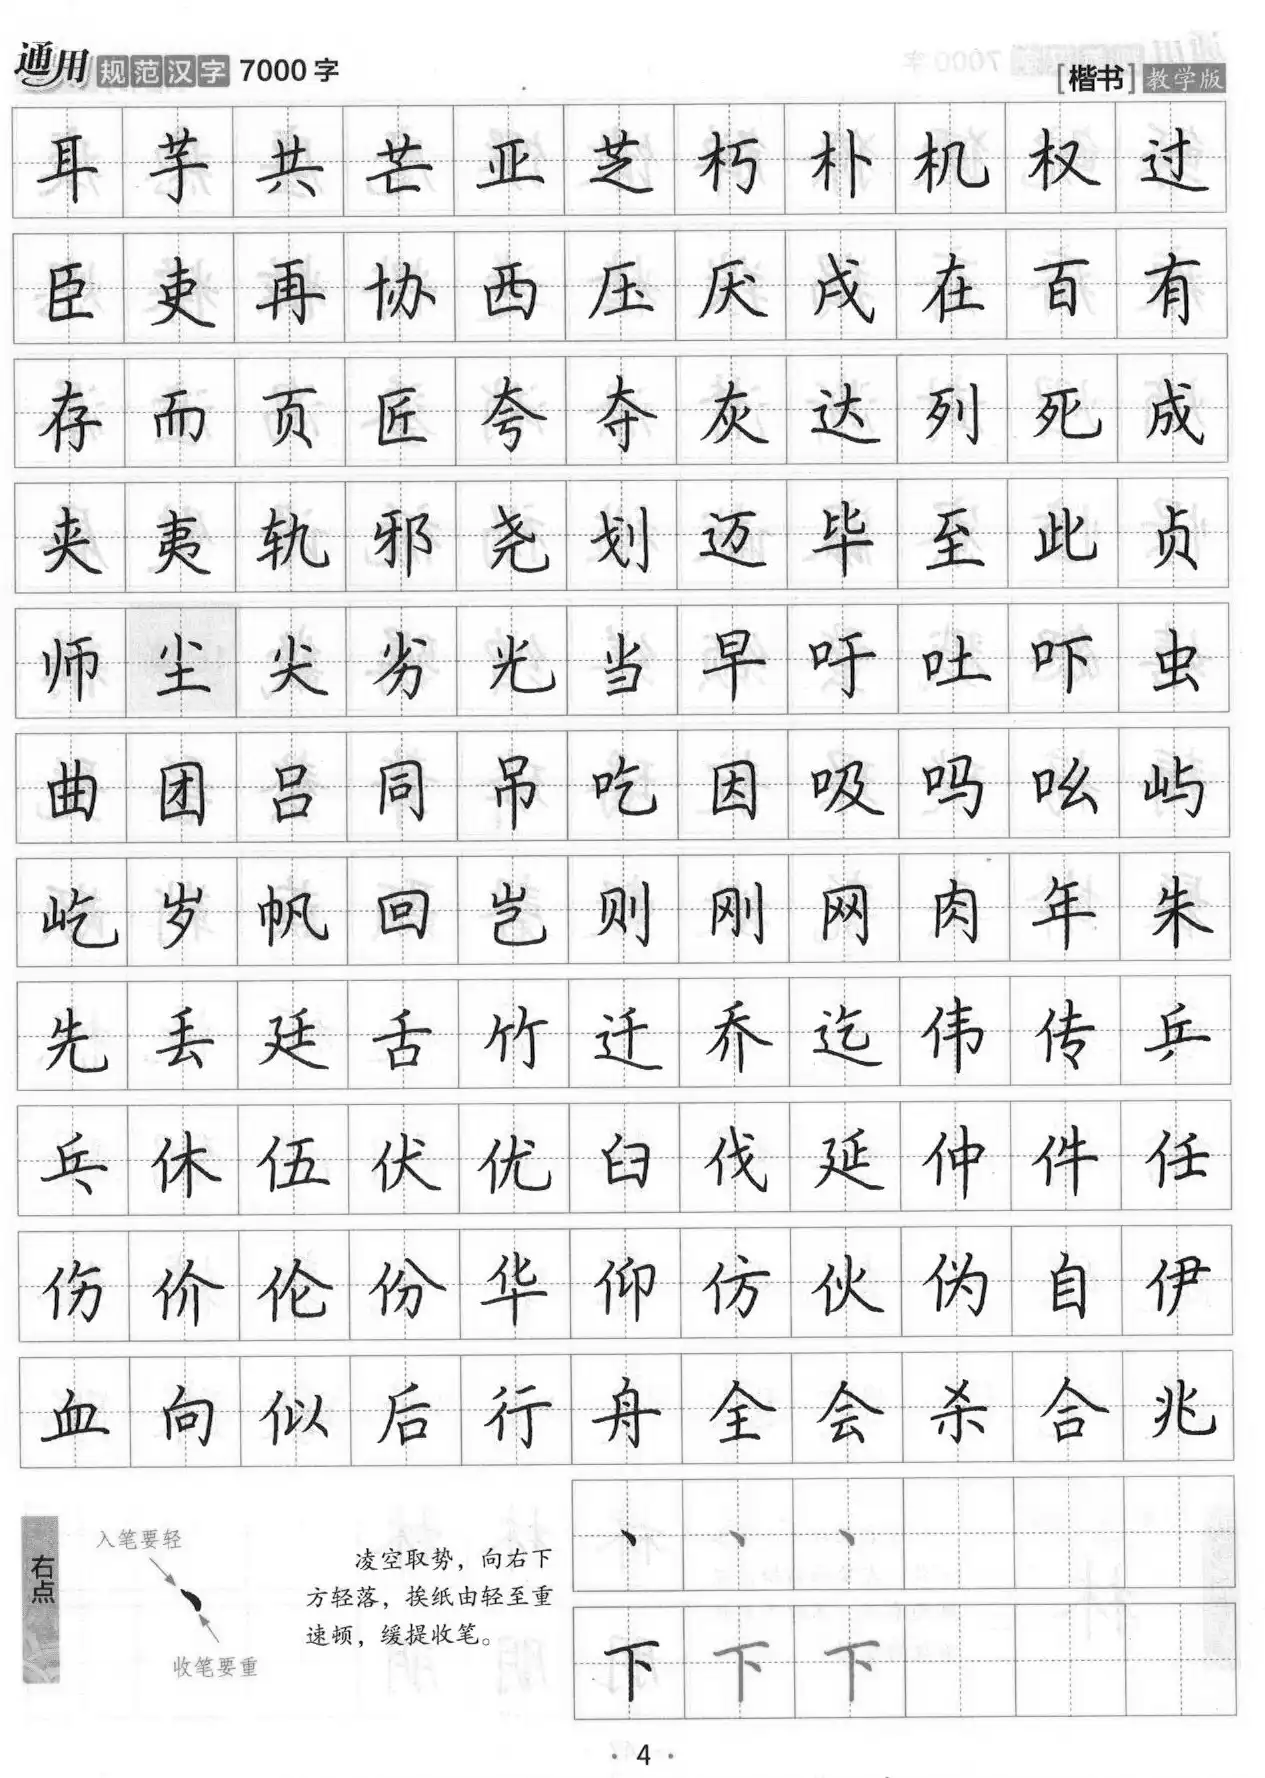 通用规范汉字7000字
[楷书]教学版
耳芋共芒亚芝朽朴机权过
臣吏再协西压厌戌在百有
存而页匠夸夺灰达列死成
夹夷轨邪尧划迈毕至此贞
师尘尖劣光当早吁吐吓虫
曲团吕同吊吃因吸吗吆屿
屹岁帆回岂则刚网肉年朱
先丢廷舌竹迁乔迄伟传乒
乓休伍伏优臼伐延仲件任
伤价伦份华仰仿伙伪自伊
血向似后行舟全会杀合兆
右点
入笔要轻
收笔要重
凌空取势，向右下
方轻落，挨纸由轻至重
速顿，缓提收笔。
丶丶丶
下下下
·4·